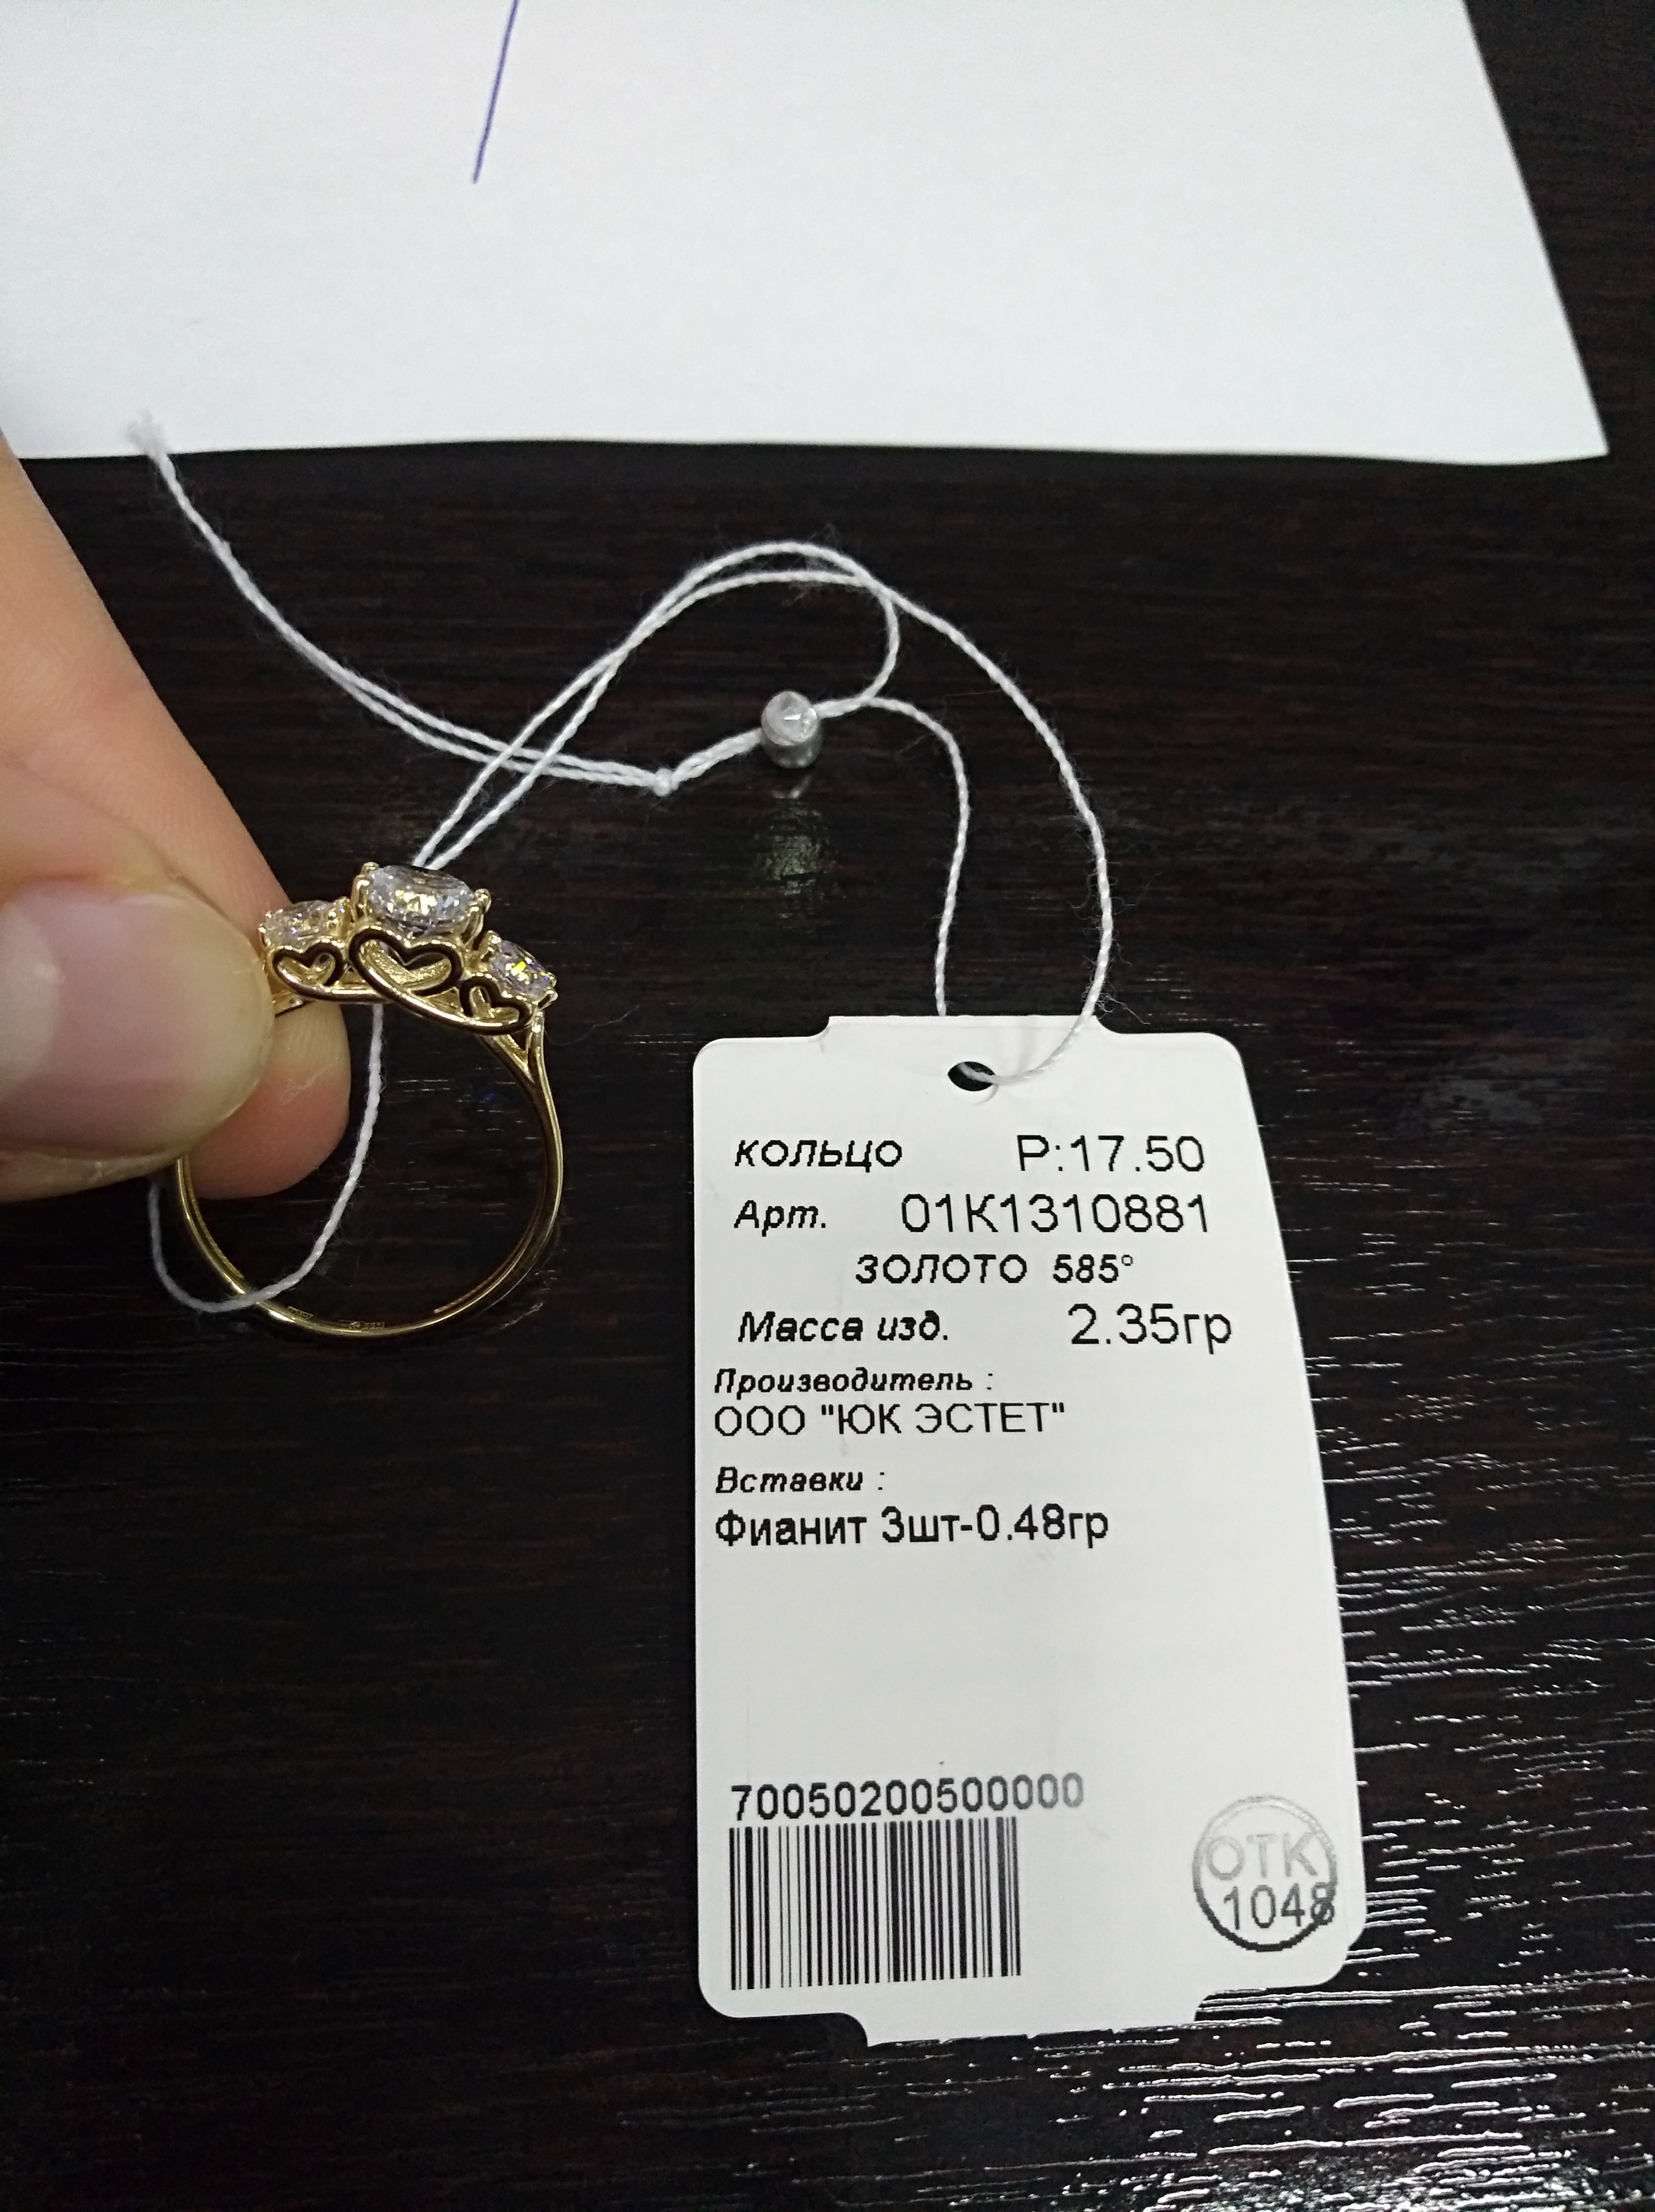 КОЛЬЦО Р:17.50
Арт. 01К1310881
ЗОЛОТО 585°
Масса изд. 2.35гр
Производитель :
ООО "ЮК ЭСТЕТ"
Вставки :
Фианит 3шт-0.48гр
70050200500000
ОТК
1048